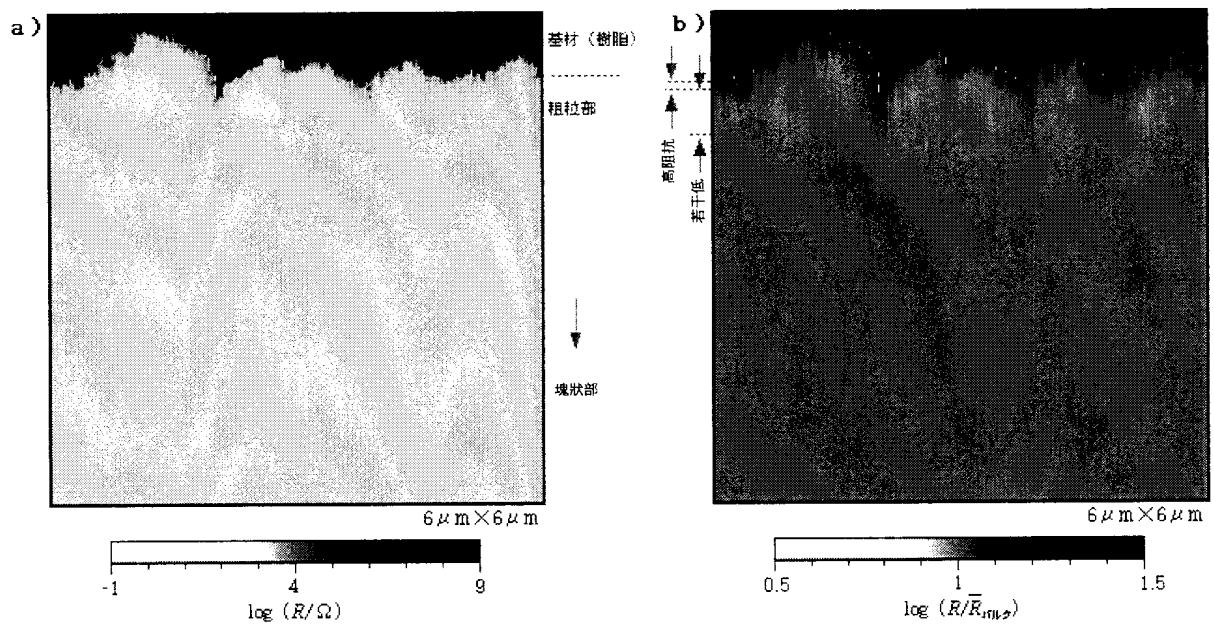 a)
基材（樹脂）
粗粒部
塊狀部
6μm×6μm
-1
4
9
log (R/Ω)
b)
高阻抗
若干低
6μm×6μm
0.5
1
1.5
log (R/R̅バルク)